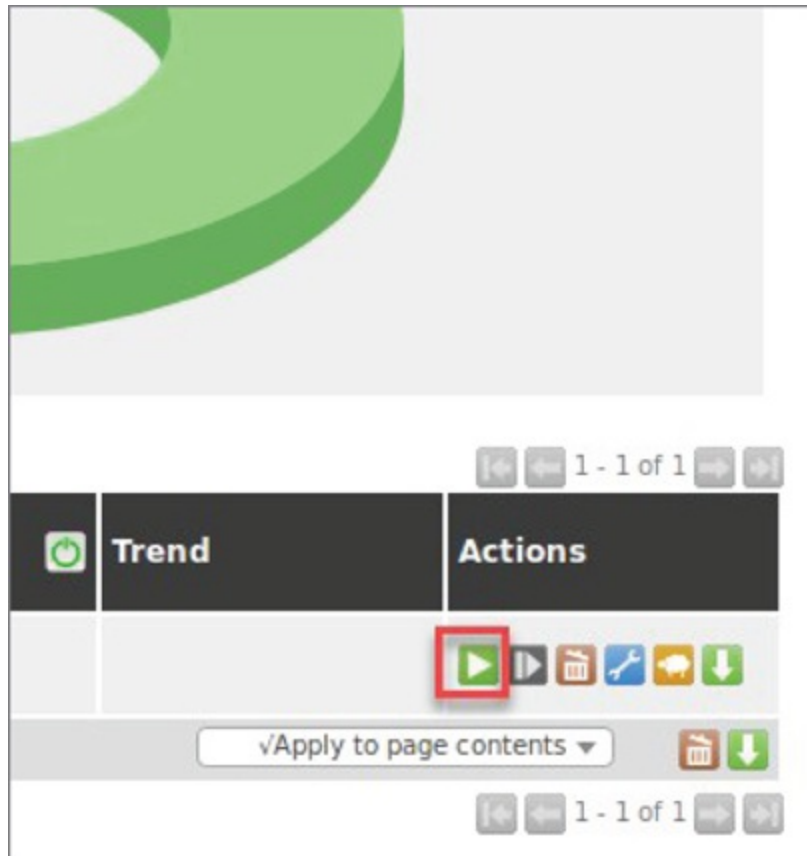 1 - 1 of 1
Trend Actions
√Apply to page contents
1 - 1 of 1